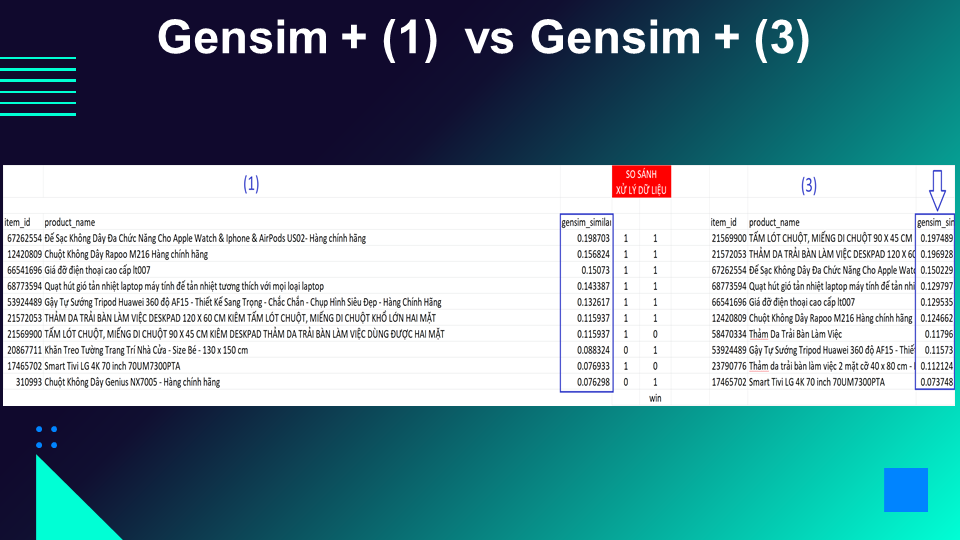 Gensim + (1) vs Gensim + (3)
(1) SO SÁNH XỬ LÝ DỮ LIỆU (3)
item_id product_name gensim_similar item_id product_name gensim_sim
67262554 Đế Sạc Không Dây Đa Chức Năng Cho Apple Watch & Iphone & AirPods US02- Hàng chính hãng 0.198703 1 1 21569900 TẤM LÓT CHUỘT, MIẾNG DI CHUỘT 90 X 45 CM 0.197489
12420809 Chuột Không Dây Rapoo M216 Hàng chính hãng 0.156824 1 1 21572053 THẢM DA TRẢI BÀN LÀM VIỆC DESKPAD 120 X 60 0.196928
66541696 Giá đỡ điện thoại cao cấp lt007 0.15073 1 1 67262554 Đế Sạc Không Dây Đa Chức Năng Cho Apple Wat 0.150229
68773594 Quạt hút gió tản nhiệt laptop máy tính để tản nhiệt tương thích với mọi loại laptop 0.143387 1 1 68773594 Quạt hút gió tản nhiệt laptop máy tính để tản nhi 0.129797
53924489 Gậy Tự Sướng Tripod Huawei 360 độ AF15 - Thiết Kế Sang Trọng - Chắc Chắn - Chụp Hình Siêu Đẹp - Hàng Chính Hãng 0.132617 1 1 66541696 Giá đỡ điện thoại cao cấp lt007 0.129535
21572053 THẢM DA TRẢI BÀN LÀM VIỆC DESKPAD 120 X 60 CM KIÊM TẤM LÓT CHUỘT, MIẾNG DI CHUỘT KHỔ LỚN HAI MẶT 0.115937 1 1 12420809 Chuột Không Dây Rapoo M216 Hàng chính hãng 0.124662
21569900 TẤM LÓT CHUỘT, MIẾNG DI CHUỘT 90 X 45 CM KIÊM DESKPAD THẢM DA TRẢI BÀN LÀM VIỆC DÙNG ĐƯỢC HAI MẶT 0.115937 1 0 58470334 Thảm Da Trải Bàn Làm Việc 0.11796
20867711 Khăn Treo Tường Trang Trí Nhà Cửa - Size Bé - 130 x 150 cm 0.088324 0 1 53924489 Gậy Tự Sướng Tripod Huawei 360 độ AF15 - Thiế 0.11573
17465702 Smart Tivi LG 4K 70 inch 70UM7300PTA 0.076933 1 0 23790776 Thảm da trải bàn làm việc 2 mặt cỡ 40 x 80 cm - 0.112124
310993 Chuột Không Dây Genius NX7005 - Hàng chính hãng 0.076298 0 1 17465702 Smart Tivi LG 4K 70 inch 70UM7300PTA 0.073748
win